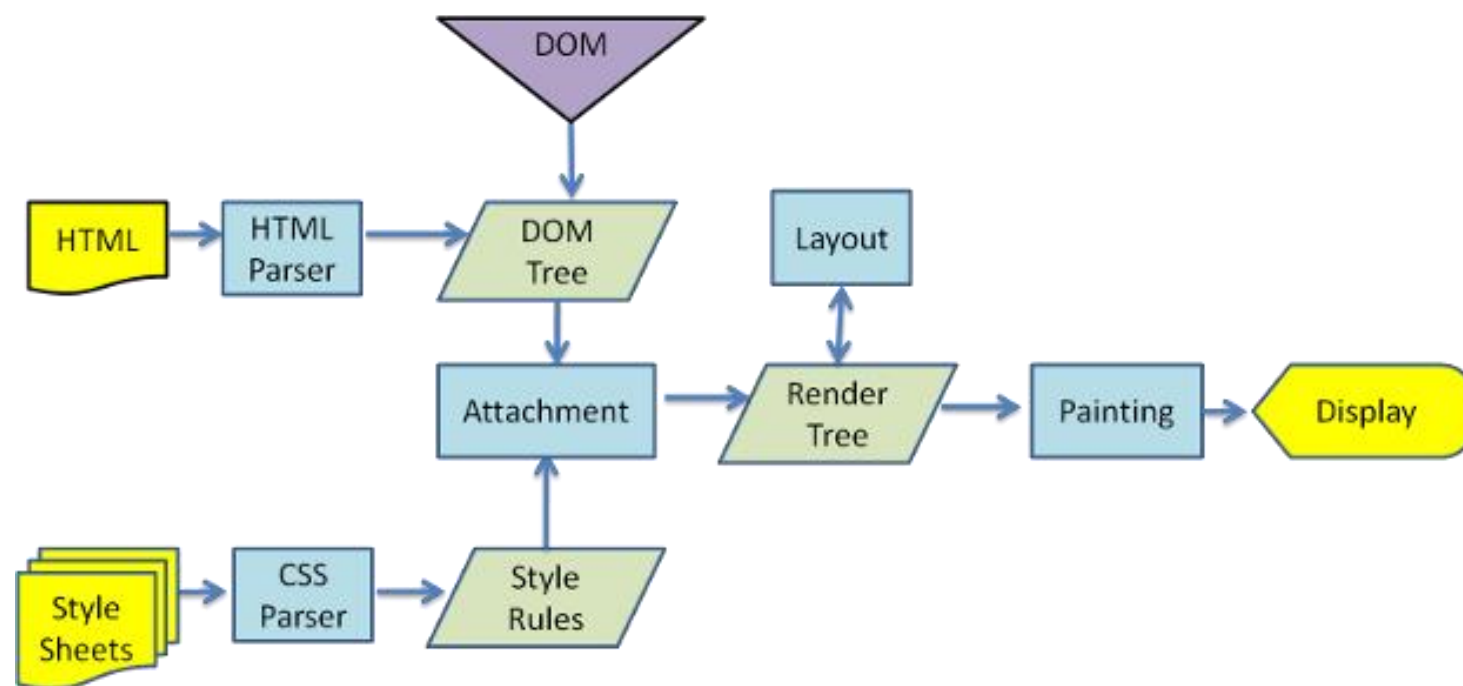 DOM
HTML
HTML
Parser
DOM
Tree
Layout
Attachment
Render
Tree
Painting
Display
Style
Sheets
CSS
Parser
Style
Rules